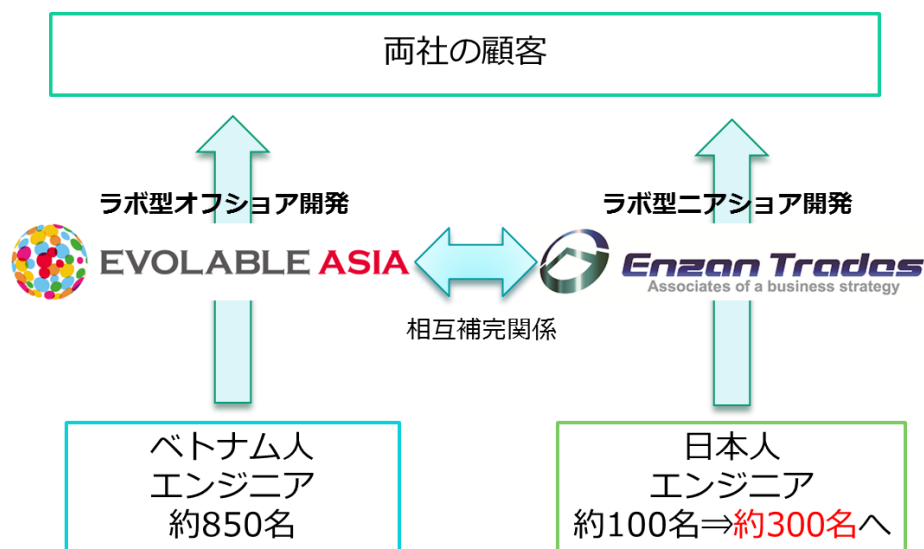 両社の顧客
ラボ型オフショア開発
ラボ型ニアショア開発
EVOLABLE ASIA
Enzan Trades
Associates of a business strategy
相互補完関係
ベトナム人
エンジニア
約850名
日本人
エンジニア
約100名⇒約300名へ